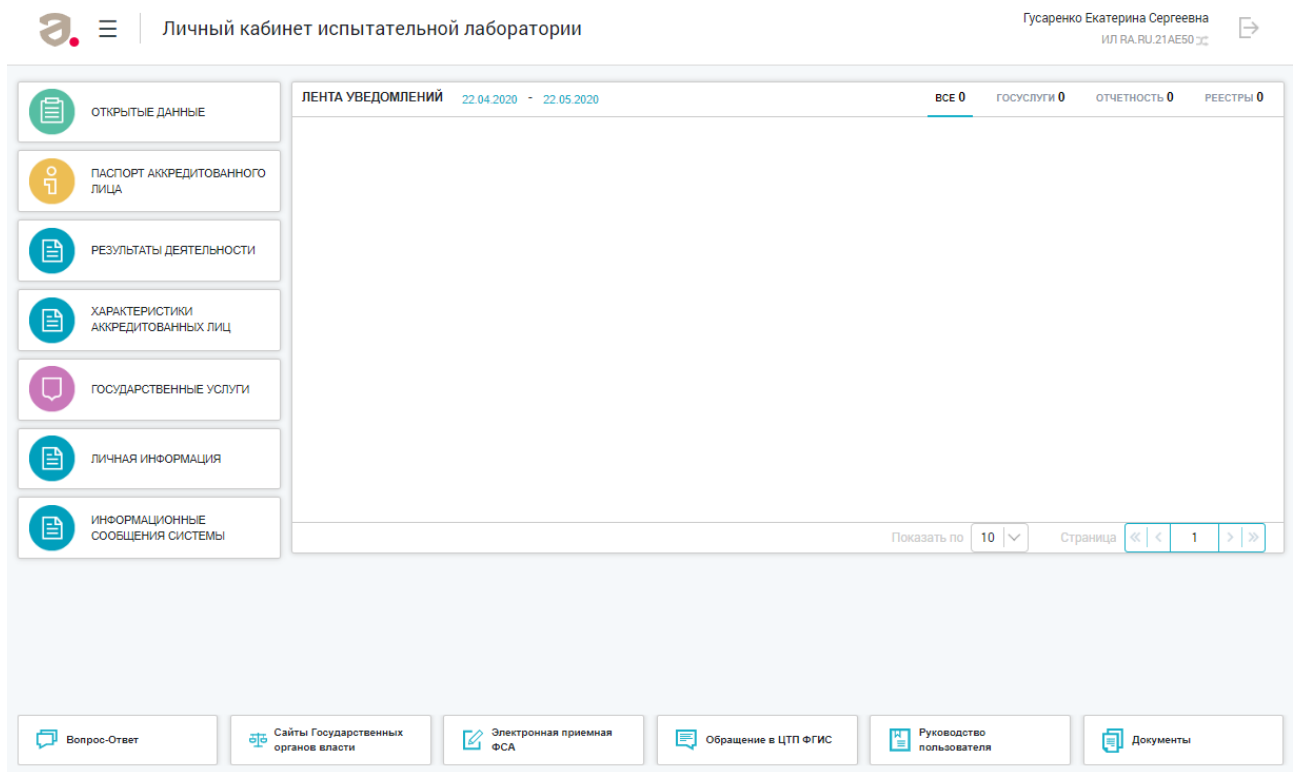 Личный кабинет испытательной лаборатории
Гусаренко Екатерина Сергеевна
ИЛ RA.RU.21АЕ50
ОТКРЫТЫЕ ДАННЫЕ
ПАСПОРТ АККРЕДИТОВАННОГО
ЛИЦА
РЕЗУЛЬТАТЫ ДЕЯТЕЛЬНОСТИ
ХАРАКТЕРИСТИКИ
АККРЕДИТОВАННЫХ ЛИЦ
ГОСУДАРСТВЕННЫЕ УСЛУГИ
ЛИЧНАЯ ИНФОРМАЦИЯ
ИНФОРМАЦИОННЫЕ
СООБЩЕНИЯ СИСТЕМЫ
ЛЕНТА УВЕДОМЛЕНИЙ 22.04.2020 - 22.05.2020 ВСЕ 0 ГОСУСЛУГИ 0 ОТЧЕТНОСТЬ 0 РЕЕСТРЫ 0
Показать по 10 Страница 1
Вопрос-Ответ
Сайты Государственных
органов власти
Электронная приемная
ФСА
Обращение в ЦТП ФГИС
Руководство
пользователя
Документы